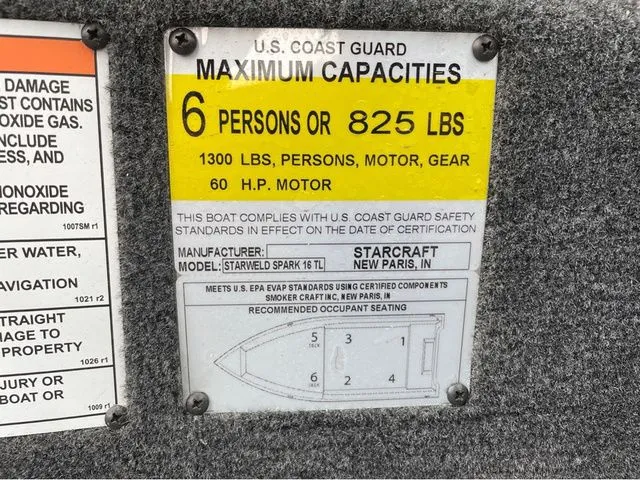 DAMAGE
ST CONTAINS
OXIDE GAS.
NCLUDE
ESS, AND
ONOXIDE
REGARDING
1007SM r1
ER WATER,
AVIGATION
1021 r2
STRAIGHT
MAGE TO
PROPERTY
1026 r1
JURY OR
BOAT OR
1009 r1
U.S. COAST GUARD
MAXIMUM CAPACITIES
6 PERSONS OR 825 LBS
1300 LBS, PERSONS, MOTOR, GEAR
60 H.P. MOTOR
THIS BOAT COMPLIES WITH U.S. COAST GUARD SAFETY
STANDARDS IN EFFECT ON THE DATE OF CERTIFICATION
MANUFACTURER: STARCRAFT
MODEL: STARWELD SPARK 16 TL NEW PARIS, IN
MEETS U.S. EPA EVAP STANDARDS USING CERTIFIED COMPONENTS
SMOKER CRAFT INC, NEW PARIS, IN
RECOMMENDED OCCUPANT SEATING
5 3 1
6 2 4